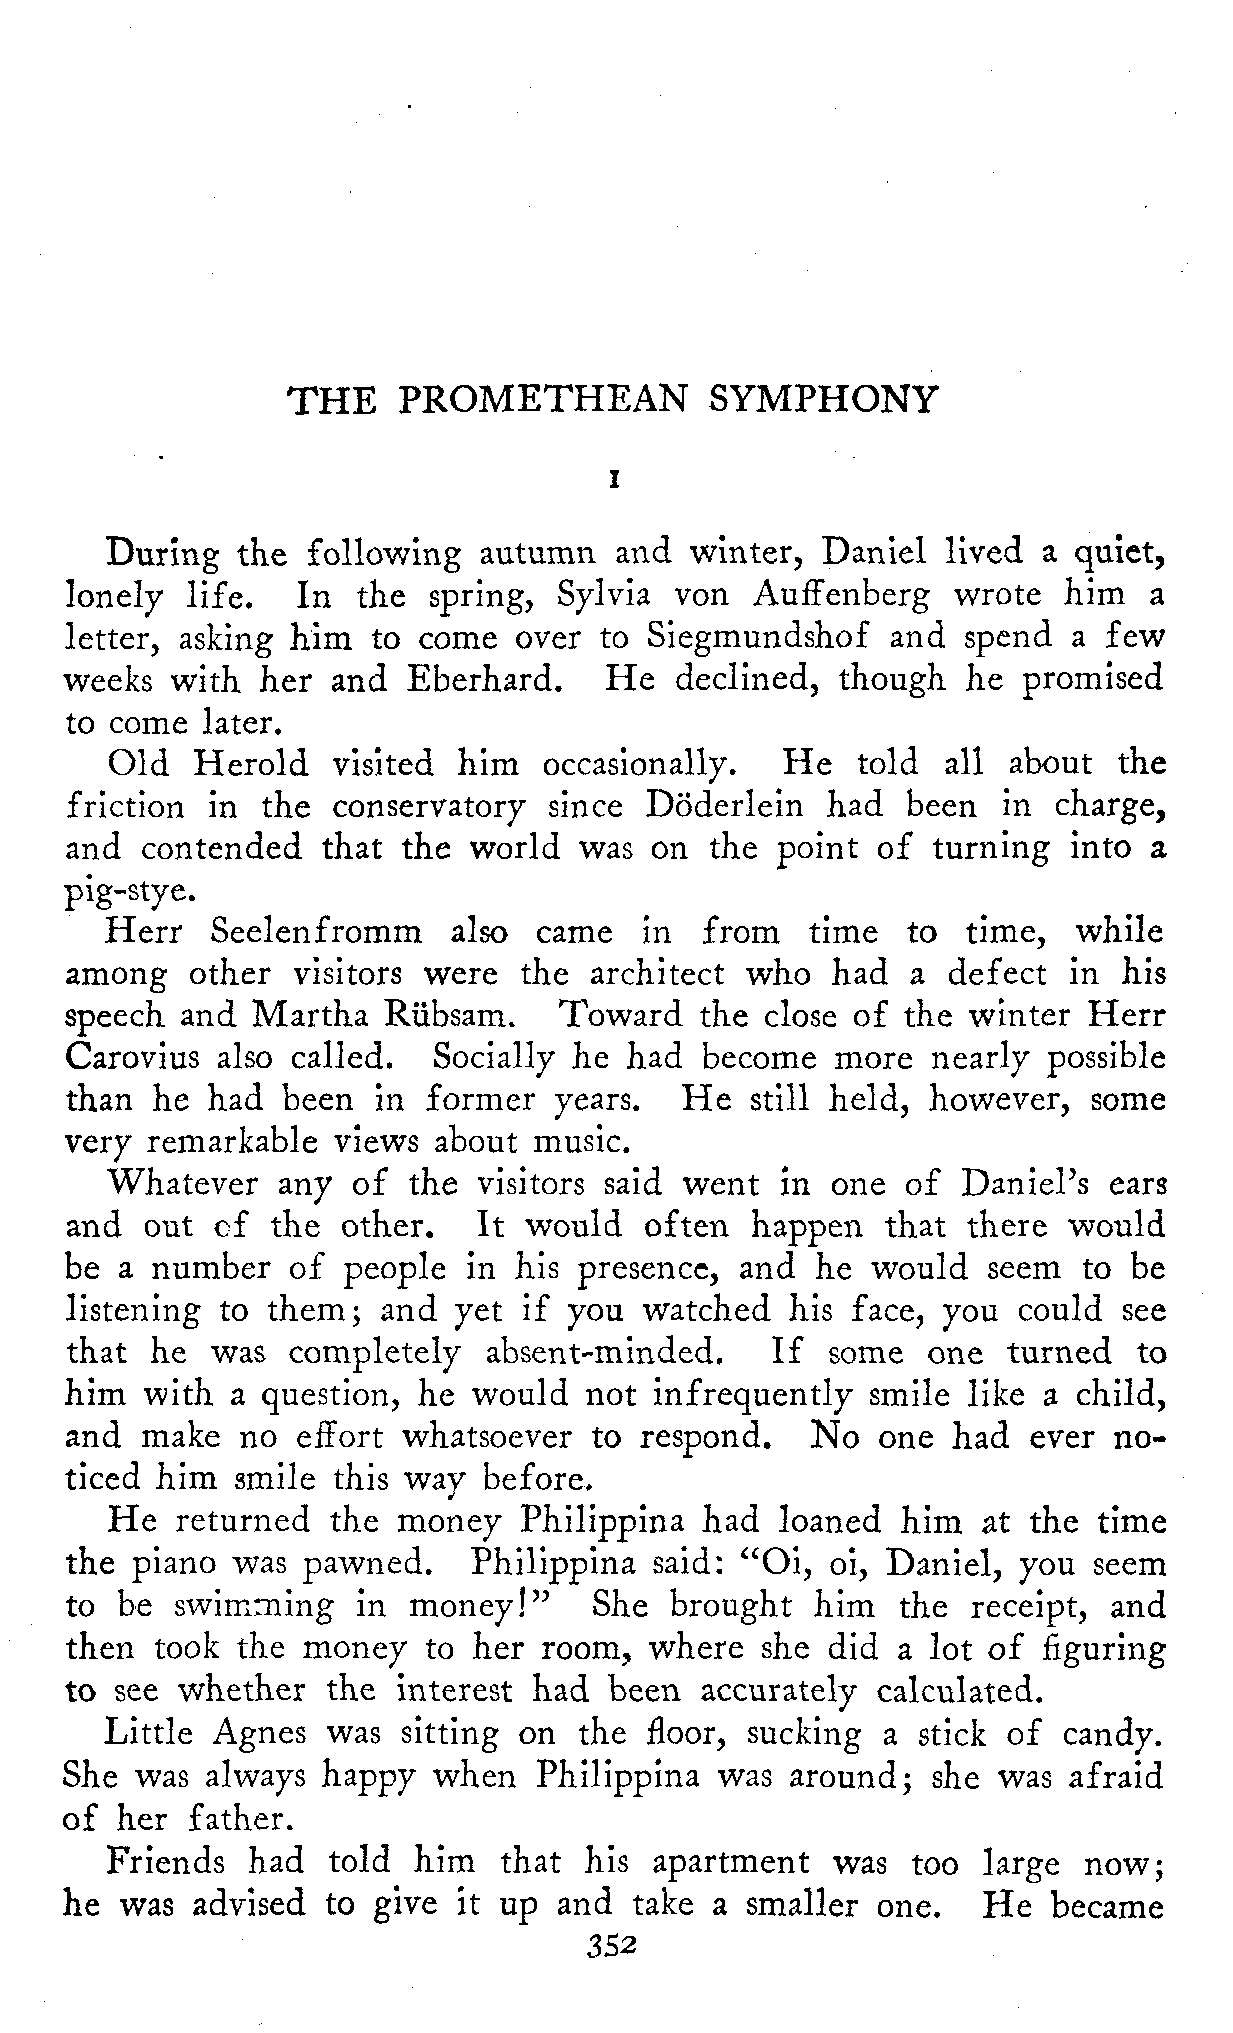 THE PROMETHEAN SYMPHONY
I
During the following autumn and winter, Daniel lived a quiet,
lonely life. In the spring, Sylvia von Auffenberg wrote him a
letter, asking him to come over to Siegmundshof and spend a few
weeks with her and Eberhard. He declined, though he promised
to come later.
Old Herold visited him occasionally. He told all about the
friction in the conservatory since Döderlein had been in charge,
and contended that the world was on the point of turning into a
pig-stye.
Herr Seelenfromm also came in from time to time, while
among other visitors were the architect who had a defect in his
speech and Martha Rübsam. Toward the close of the winter Herr
Carovius also called. Socially he had become more nearly possible
than he had been in former years. He still held, however, some
very remarkable views about music.
Whatever any of the visitors said went in one of Daniel's ears
and out of the other. It would often happen that there would
be a number of people in his presence, and he would seem to be
listening to them; and yet if you watched his face, you could see
that he was completely absent-minded. If some one turned to
him with a question, he would not infrequently smile like a child,
and make no effort whatsoever to respond. No one had ever no-
ticed him smile this way before.
He returned the money Philippina had loaned him at the time
the piano was pawned. Philippina said: “Oi, oi, Daniel, you seem
to be swimming in money!” She brought him the receipt, and
then took the money to her room, where she did a lot of figuring
to see whether the interest had been accurately calculated.
Little Agnes was sitting on the floor, sucking a stick of candy.
She was always happy when Philippina was around; she was afraid
of her father.
Friends had told him that his apartment was too large now;
he was advised to give it up and take a smaller one. He became
352